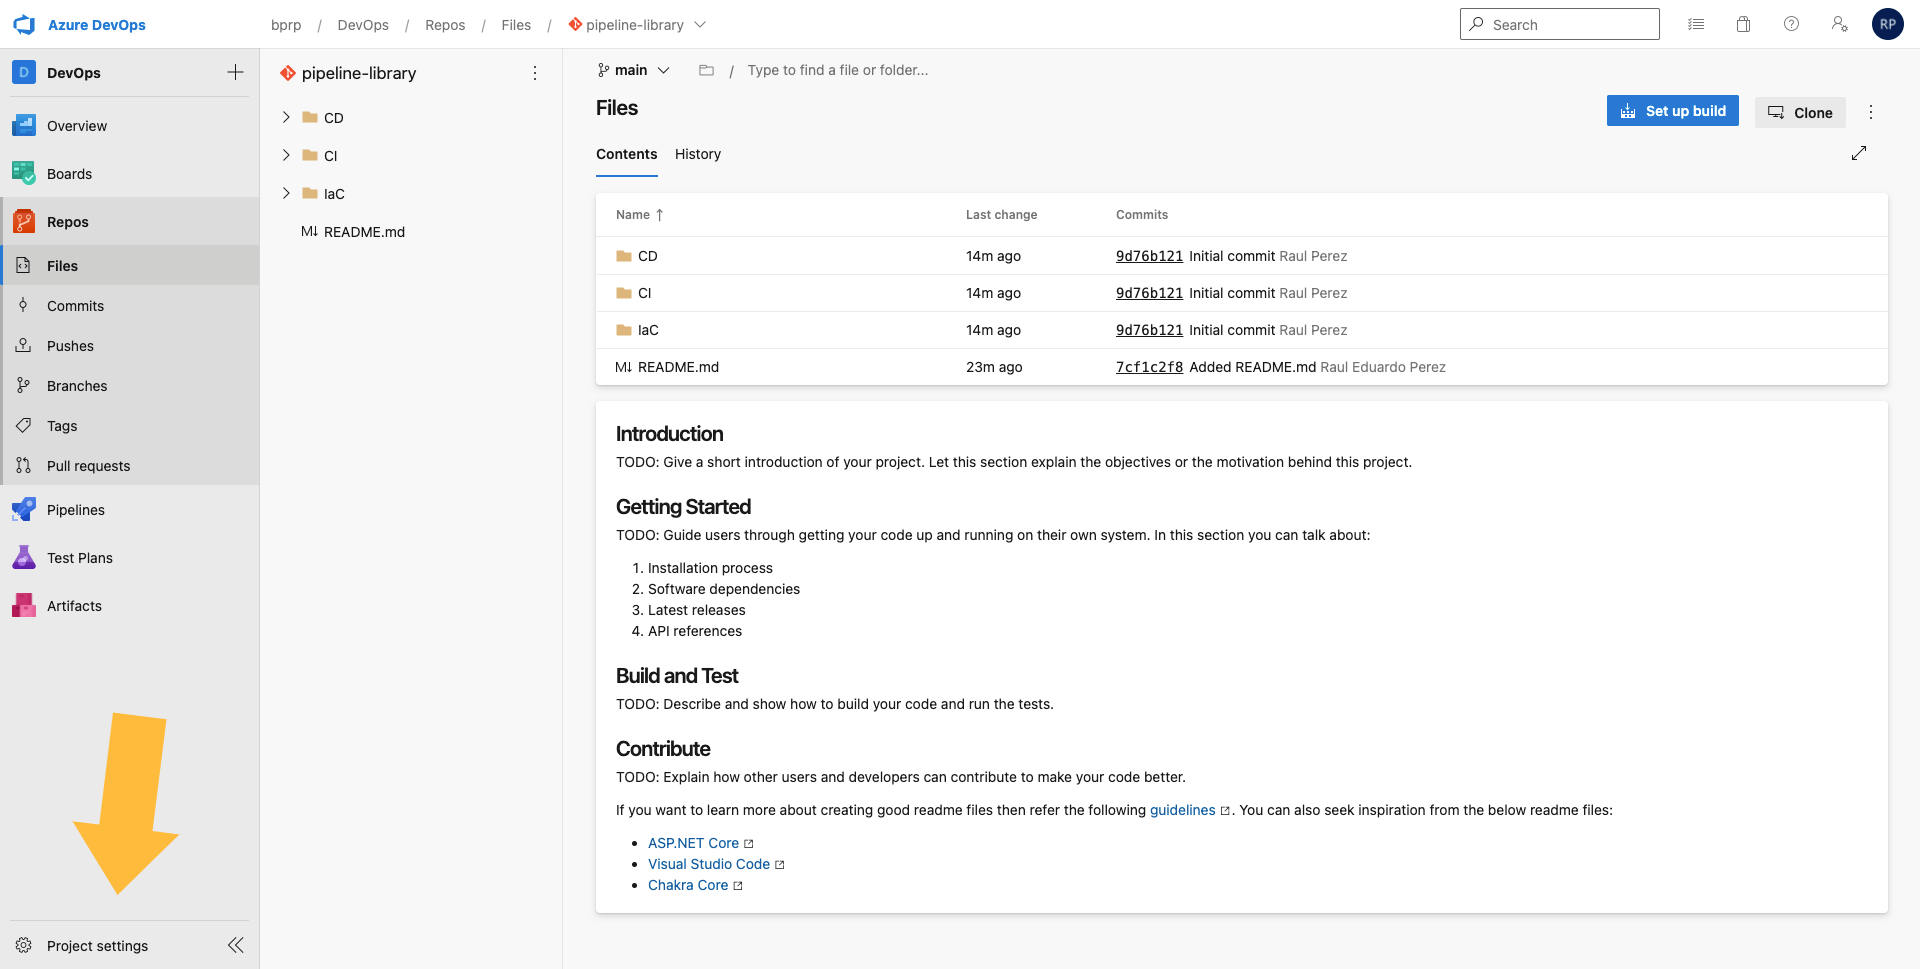 Azure DevOps
bprp / DevOps / Repos / Files / pipeline-library
Search
RP
D DevOps
Overview
Boards
Repos
Files
Commits
Pushes
Branches
Tags
Pull requests
Pipelines
Test Plans
Artifacts
Project settings
pipeline-library
CD
CI
IaC
M↓ README.md
main / Type to find a file or folder...
Files
Set up build
Clone
Contents History
Name ↑ Last change Commits
CD 14m ago 9d76b121 Initial commit Raul Perez
CI 14m ago 9d76b121 Initial commit Raul Perez
IaC 14m ago 9d76b121 Initial commit Raul Perez
M↓ README.md 23m ago 7cf1c2f8 Added README.md Raul Eduardo Perez
Introduction
TODO: Give a short introduction of your project. Let this section explain the objectives or the motivation behind this project.
Getting Started
TODO: Guide users through getting your code up and running on their own system. In this section you can talk about:
1. Installation process
2. Software dependencies
3. Latest releases
4. API references
Build and Test
TODO: Describe and show how to build your code and run the tests.
Contribute
TODO: Explain how other users and developers can contribute to make your code better.
If you want to learn more about creating good readme files then refer the following guidelines. You can also seek inspiration from the below readme files:
• ASP.NET Core
• Visual Studio Code
• Chakra Core